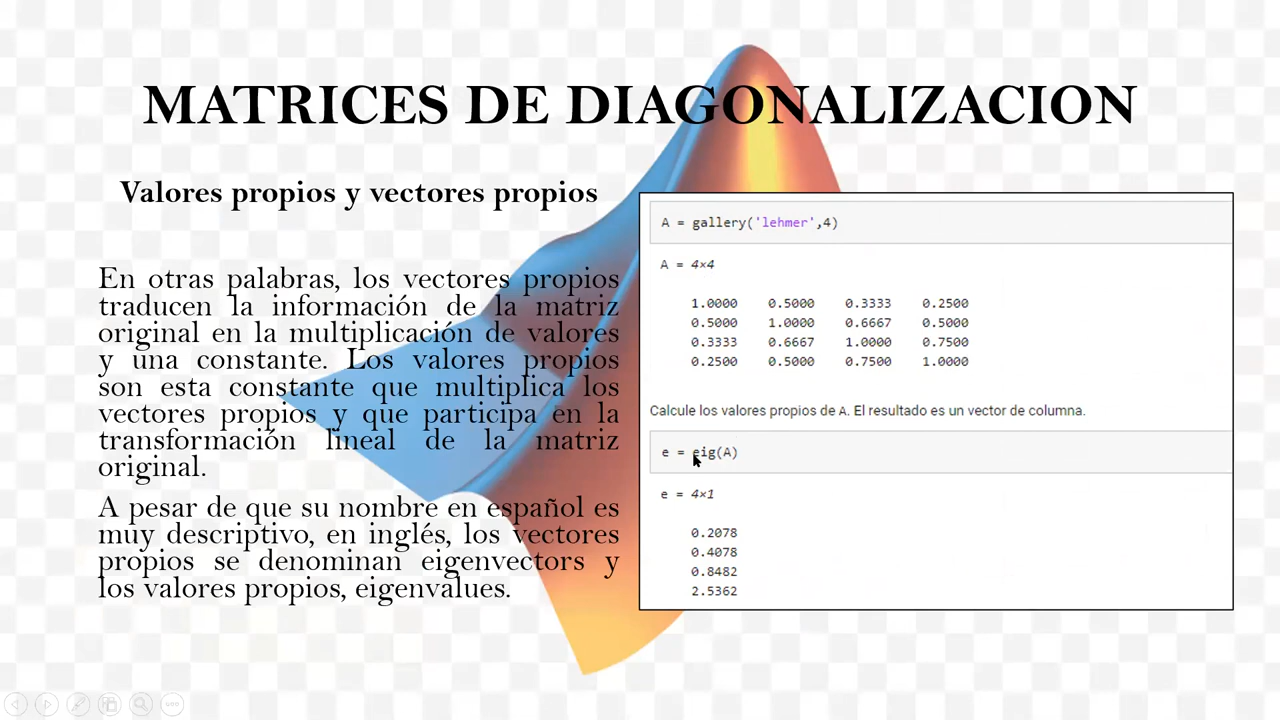 MATRICES DE DIAGONALIZACION
Valores propios y vectores propios
En otras palabras, los vectores propios
traducen la información de la matriz
original en la multiplicación de valores
y una constante. Los valores propios
son esta constante que multiplica los
vectores propios y que participa en la
transformación lineal de la matriz
original.
A pesar de que su nombre en español es
muy descriptivo, en inglés, los vectores
propios se denominan eigenvectors y
los valores propios, eigenvalues.
A = gallery('lehmer',4)
A = 4×4
1.0000 0.5000 0.3333 0.2500
0.5000 1.0000 0.6667 0.5000
0.3333 0.6667 1.0000 0.7500
0.2500 0.5000 0.7500 1.0000
Calcule los valores propios de A. El resultado es un vector de columna.
e = eig(A)
e = 4×1
0.2078
0.4078
0.8482
2.5362